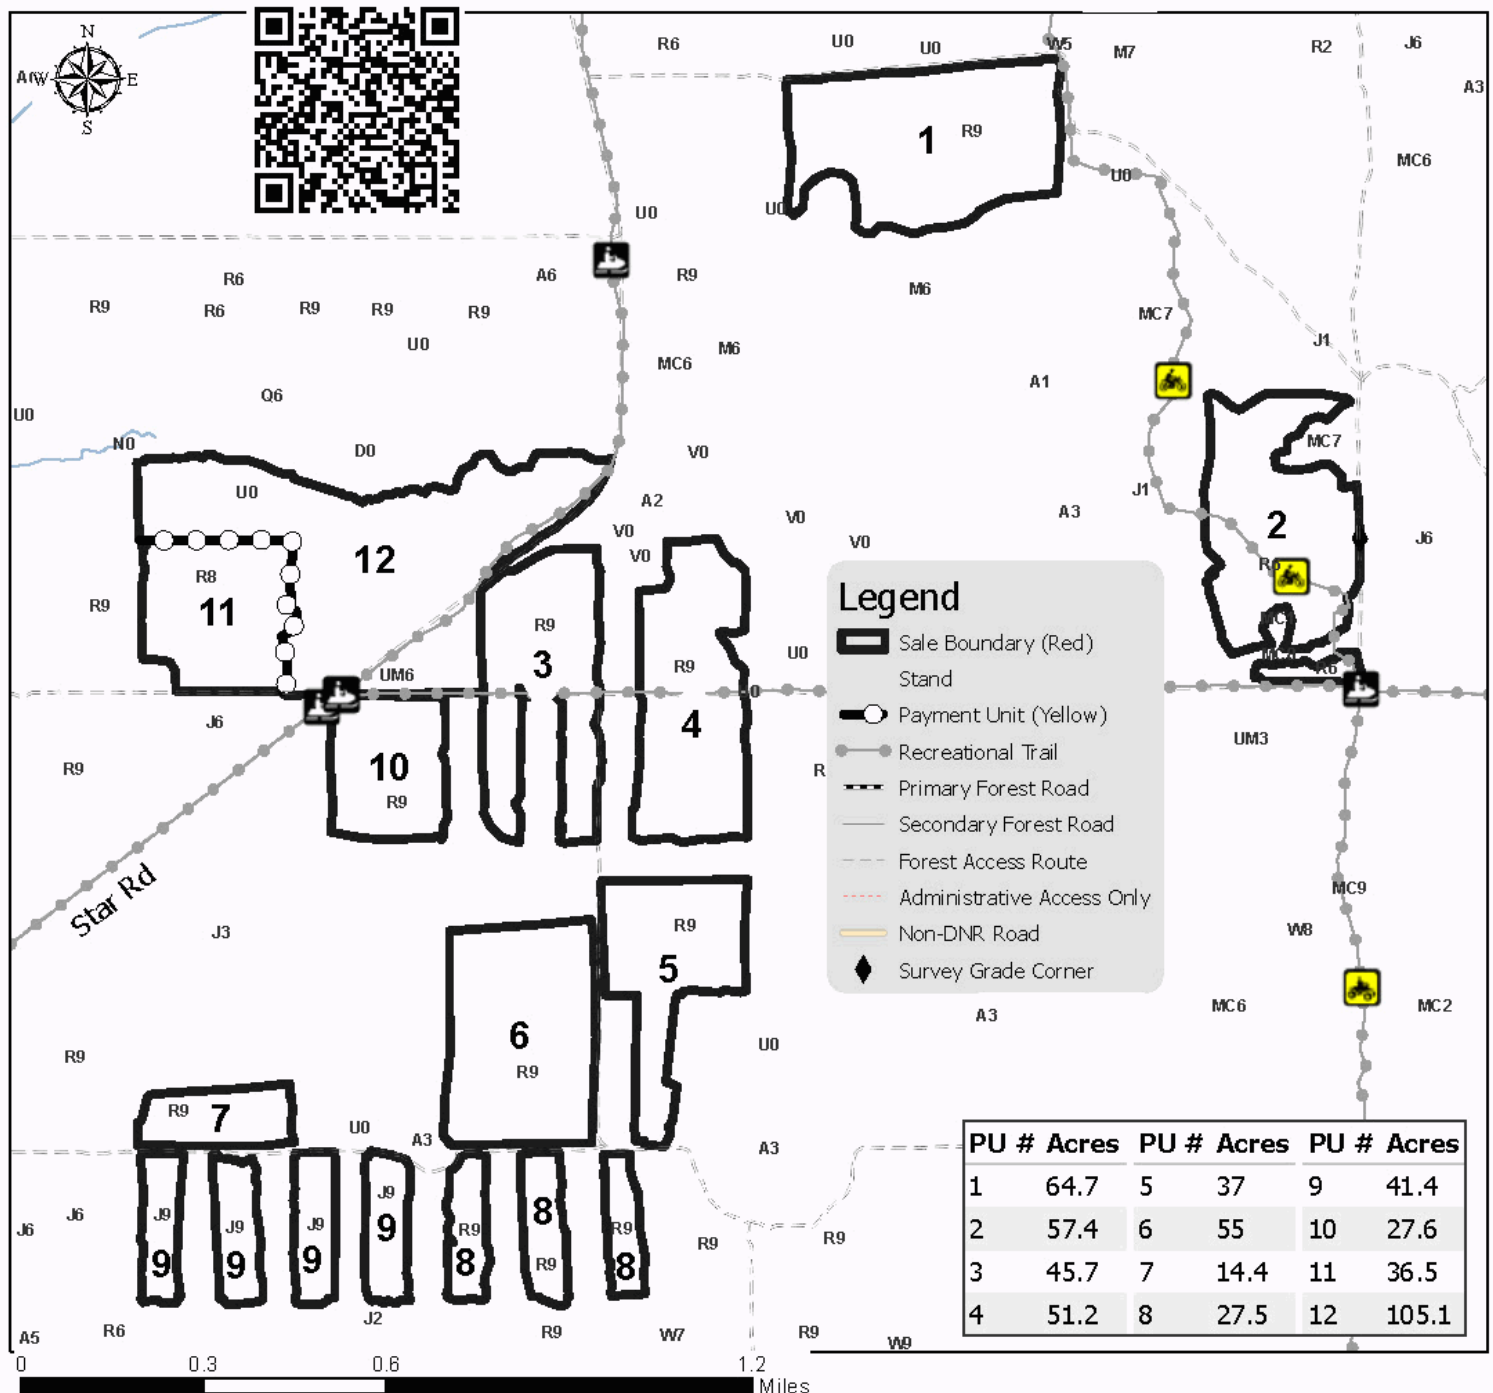 N
W E
S
R6 U0 U0 W5 M7 R2 J6
A3
1 R9
MC6
U0
U0 U0
R6 A6 R9
M6
R9 R6 R9 R9 R9
MC7
U0 MC6 M6 J1
A1
Q6
U0
N0 D0 V0 MC7
U0 A2 J1
V0 V0 A3 2 J6
V0 V0
12
R8 R6
R9 11 R9
3 R9 U0
UM6
J6 4 UM3
R9 10
R9
Legend
Sale Boundary (Red)
Stand
Payment Unit (Yellow)
Recreational Trail
Primary Forest Road
Secondary Forest Road
Forest Access Route
Administrative Access Only
Non-DNR Road
Survey Grade Corner
Star Rd
MC9
J3 R9 W8
5
6 A3 MC6 MC2
R9 R9 U0
R9 7
U0 A3 A3
J6 J6 J9 J9 J9 J9 R9 8 R9 R9 R9
9 9 9 9 8 R9 8
J2
A5 R6 R9 W7 R9 W9
PU # Acres PU # Acres PU # Acres
1 64.7 5 37 9 41.4
2 57.4 6 55 10 27.6
3 45.7 7 14.4 11 36.5
4 51.2 8 27.5 12 105.1
0 0.3 0.6 1.2
Miles